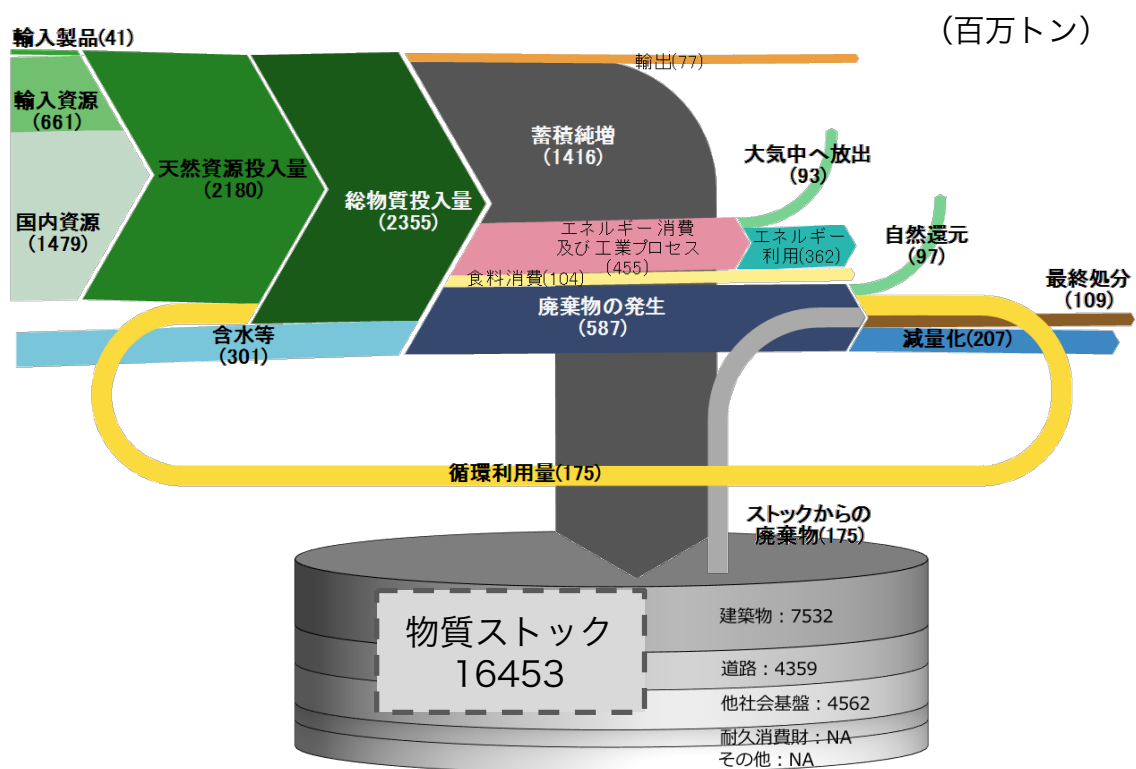 （百万トン）
輸入製品(41)
輸出(77)
輸入資源
(661)
蓄積純増
(1416)
大気中へ放出
(93)
天然資源投入量
(2180)
総物質投入量
(2355)
国内資源
(1479)
エネルギー消費
及び工業プロセス
(455)
エネルギー
利用(362)
自然還元
(97)
食料消費(104)
最終処分
(109)
廃棄物の発生
(587)
含水等
(301)
減量化(207)
循環利用量(175)
ストックからの
廃棄物(175)
物質ストック
16453
建築物：7532
道路：4359
他社会基盤：4562
耐久消費財：NA
その他：NA